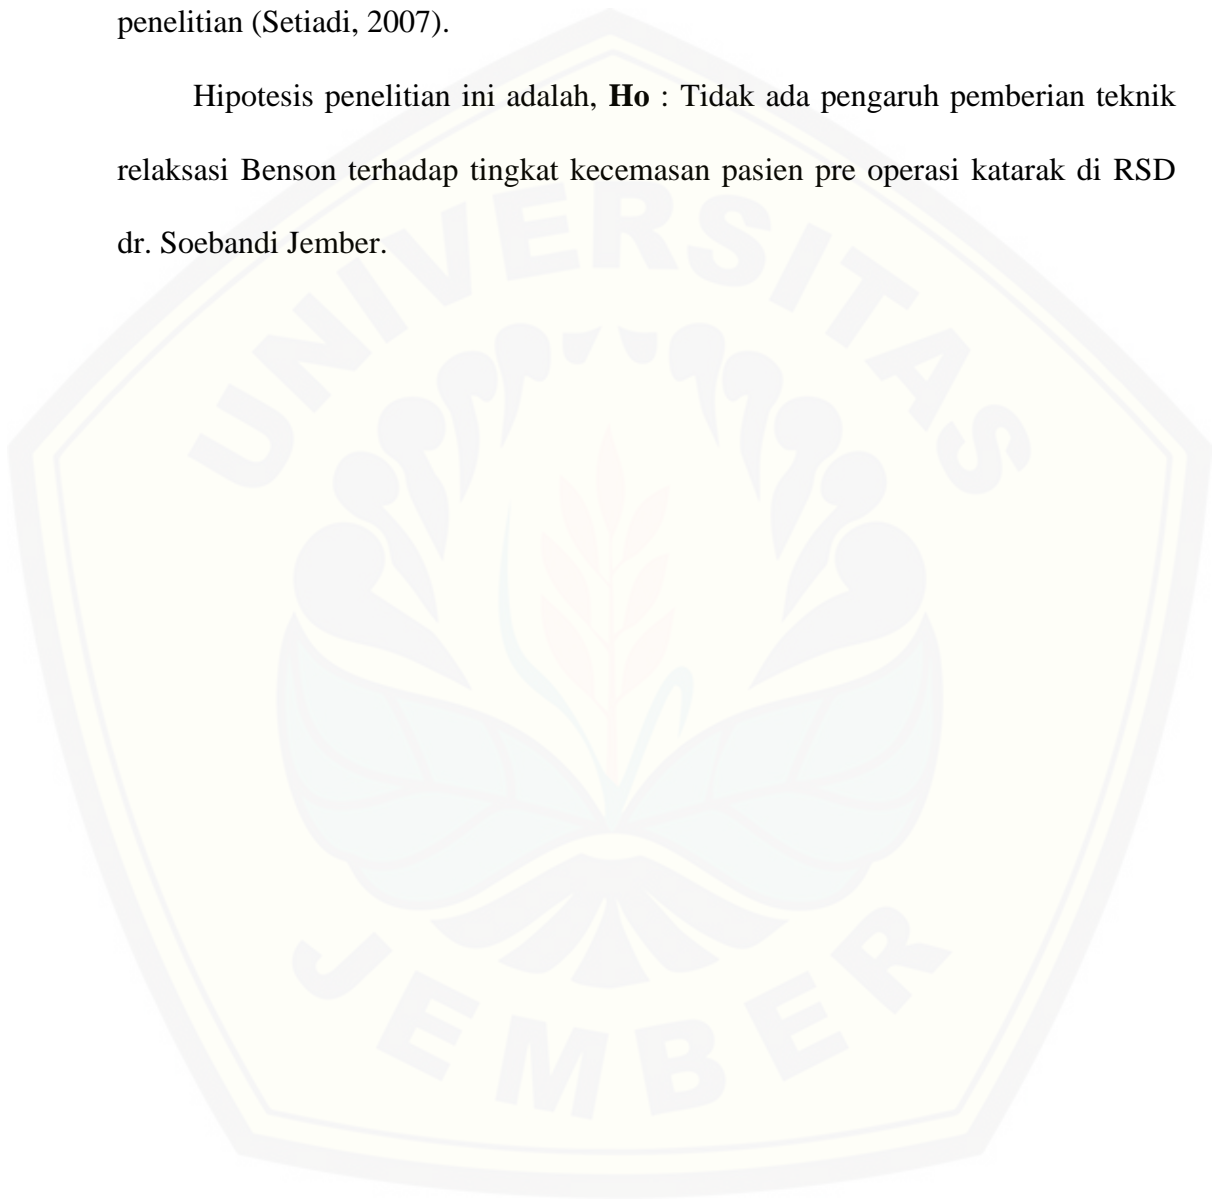 penelitian (Setiadi, 2007).
Hipotesis penelitian ini adalah, Ho : Tidak ada pengaruh pemberian teknik
relaksasi Benson terhadap tingkat kecemasan pasien pre operasi katarak di RSD
dr. Soebandi Jember.
UNIVERSITAS
JEMBER